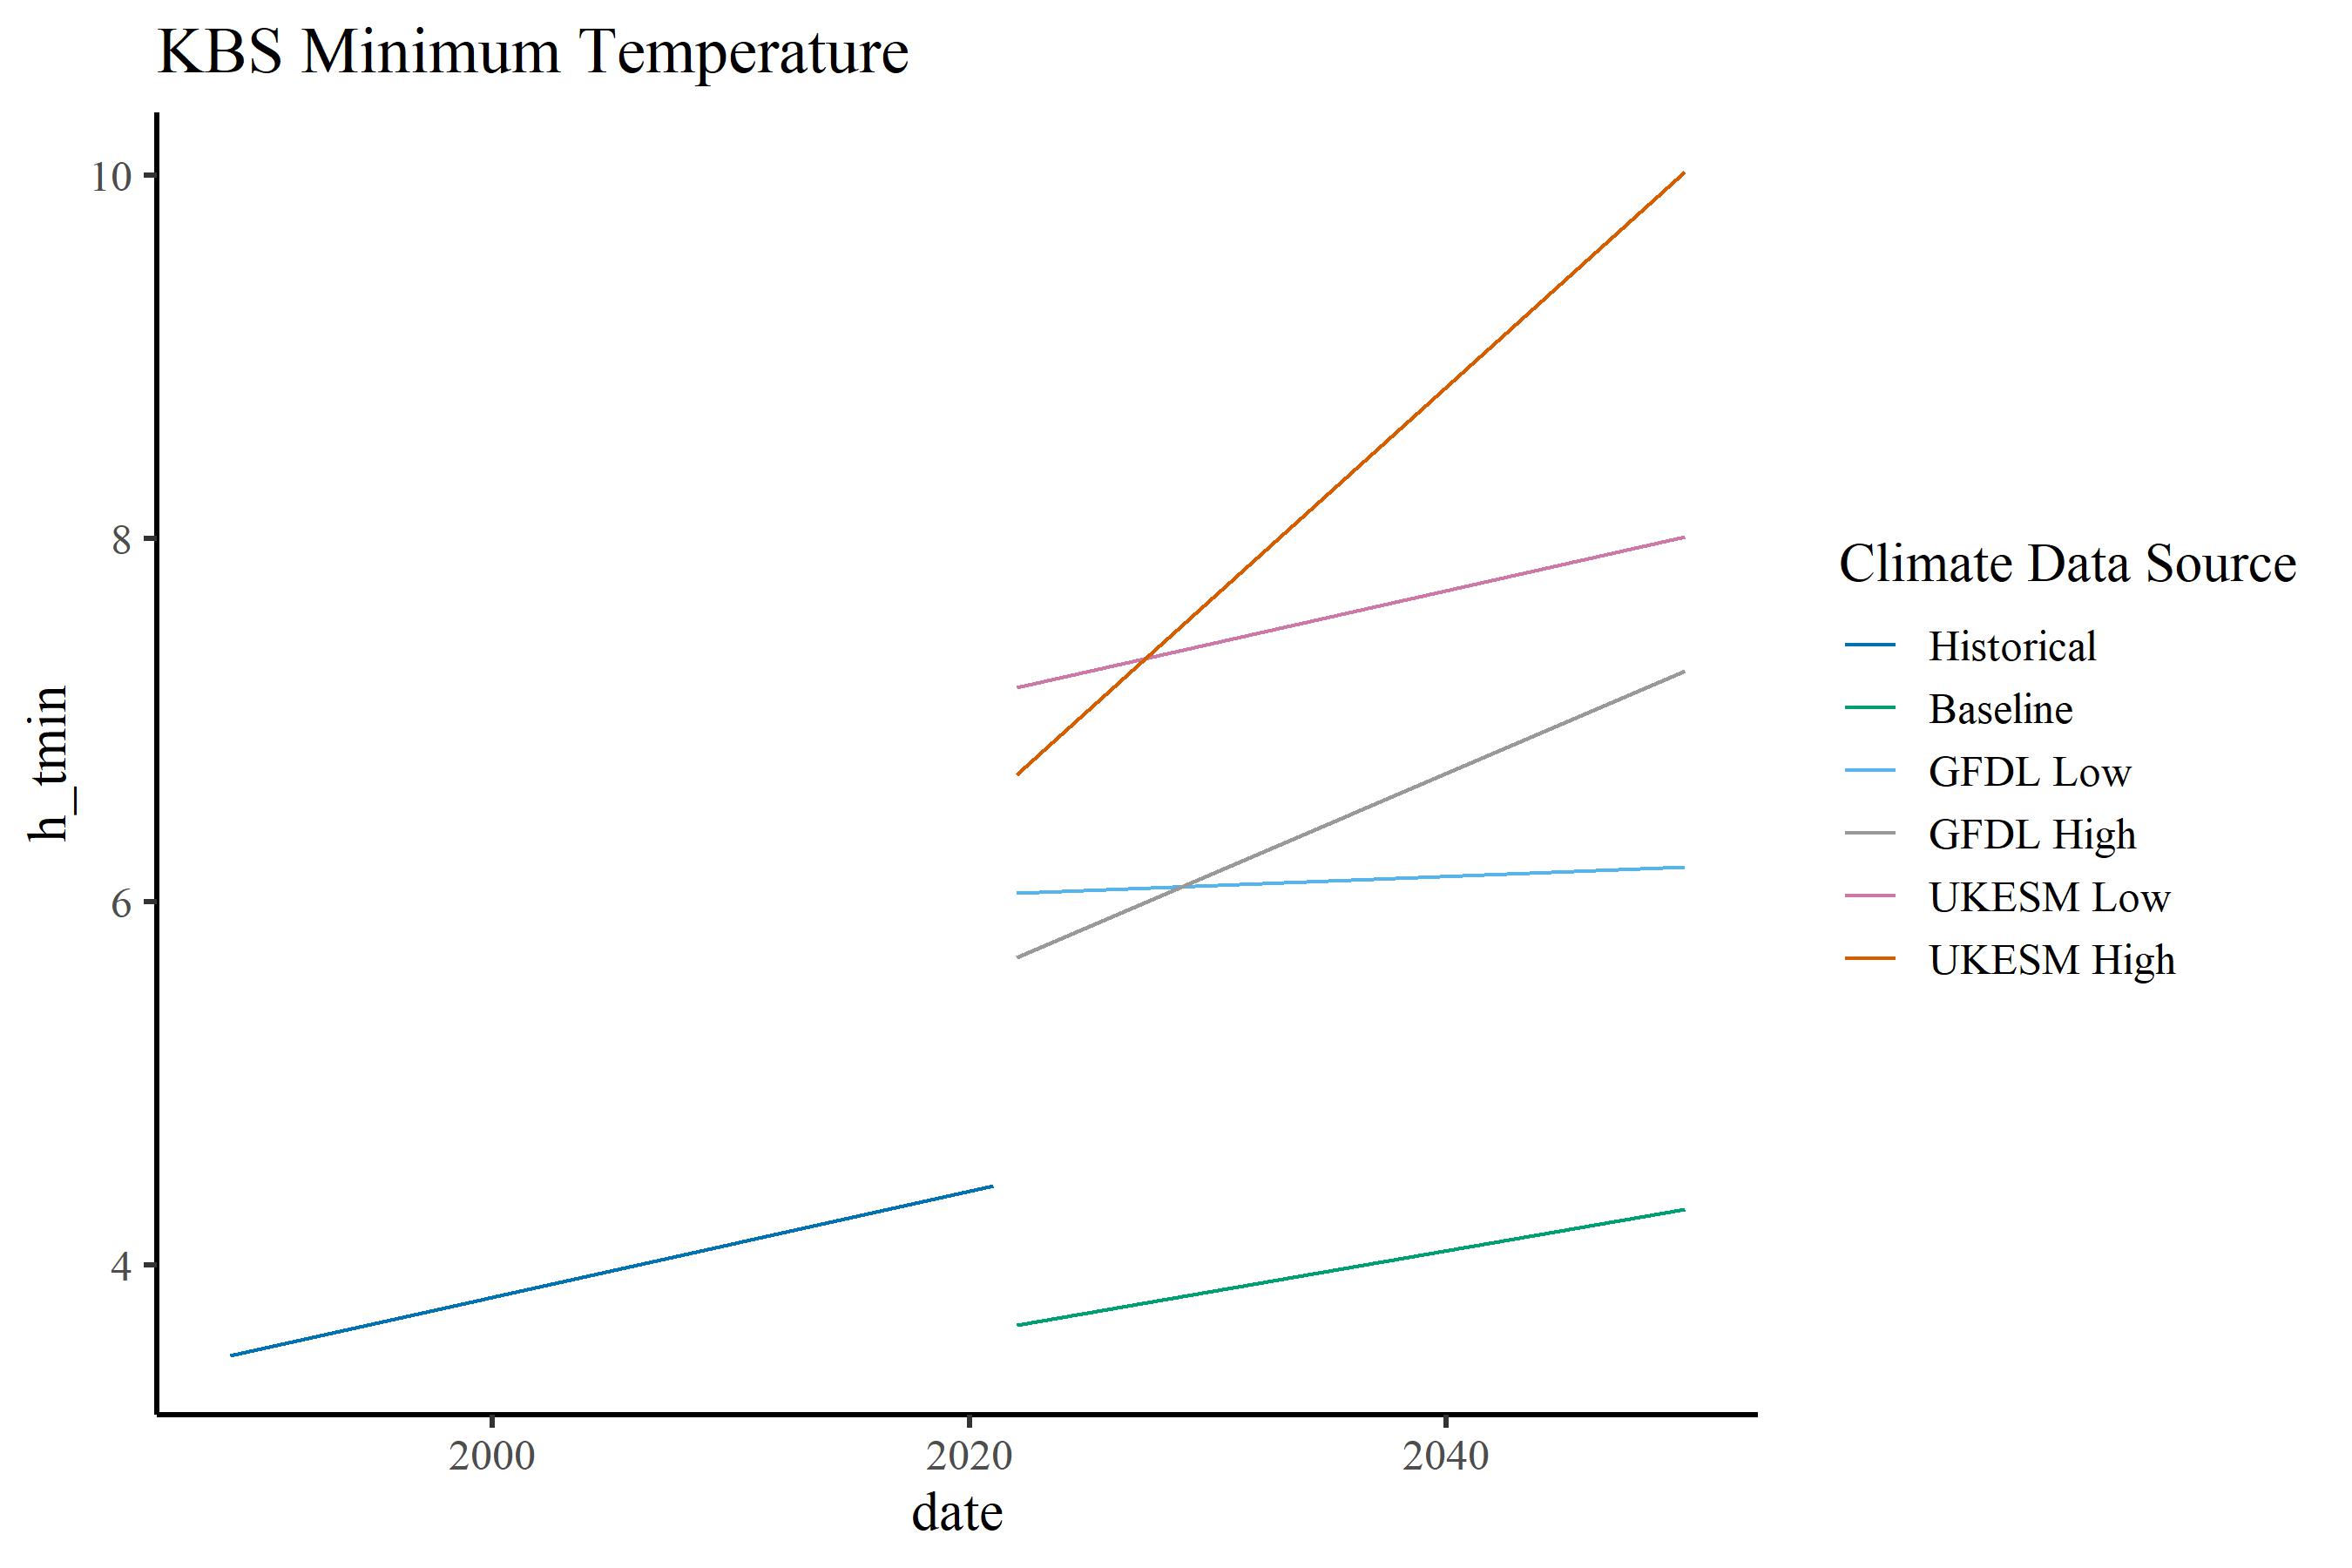 KBS Minimum Temperature
10
8
6
4
h_tmin
2000
2020
2040
date
Climate Data Source
Historical
Baseline
GFDL Low
GFDL High
UKESM Low
UKESM High